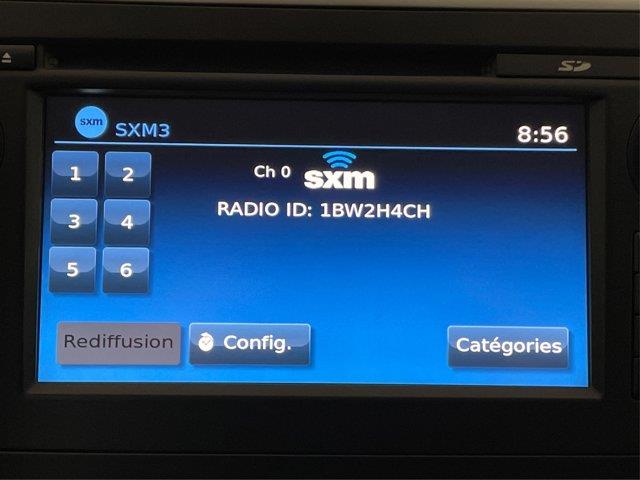 SD
sxm SXM3 8:56
1 2
Ch 0 sxm
RADIO ID: 1BW2H4CH
3 4
5 6
Rediffusion Config. Catégories